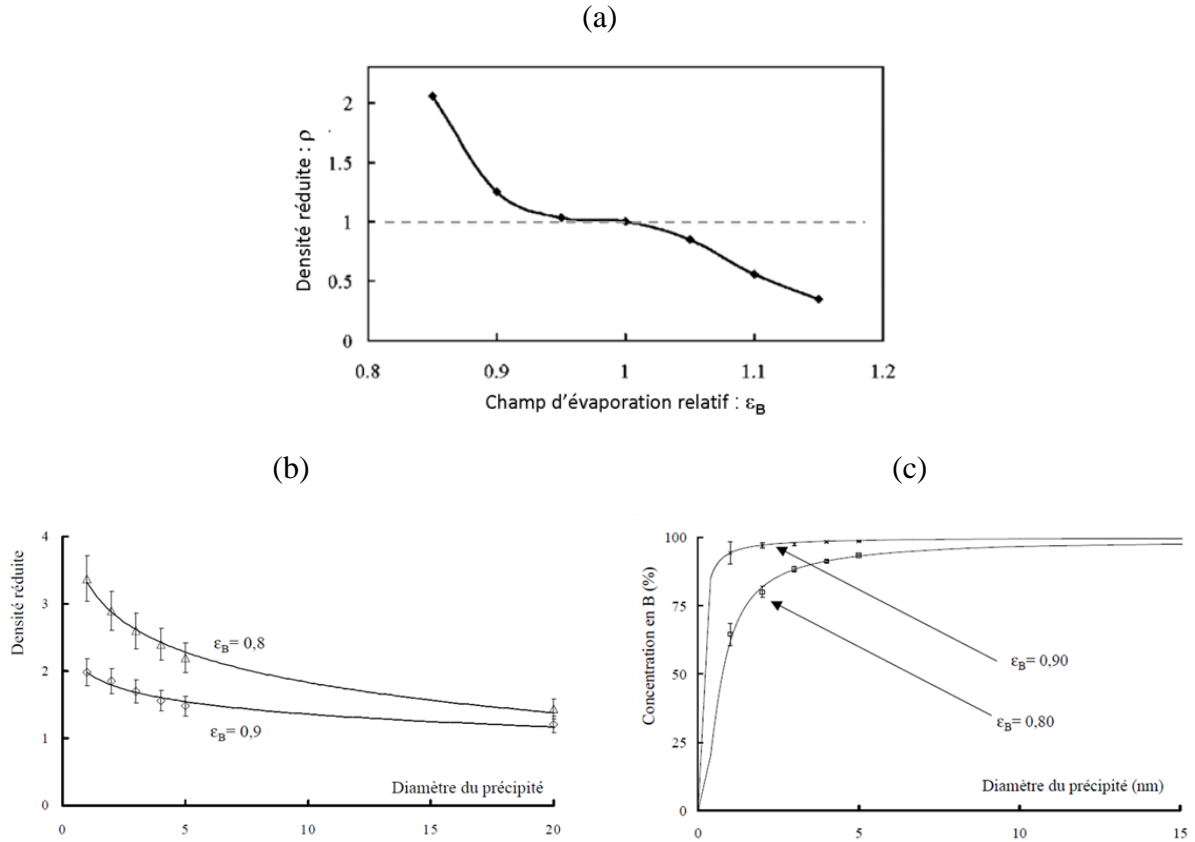 (a)
2
1.5
1
0.5
0
Densité réduite : ρ
0.8
0.9
1
1.1
1.2
Champ d'évaporation relatif : εB
(b)
4
3
2
1
0
Densité réduite
εB= 0,8
εB= 0,9
Diamètre du précipité
0
5
10
15
20
(c)
100
75
50
25
0
Concentration en B (%)
εB= 0,90
εB= 0,80
Diamètre du précipité (nm)
0
5
10
15